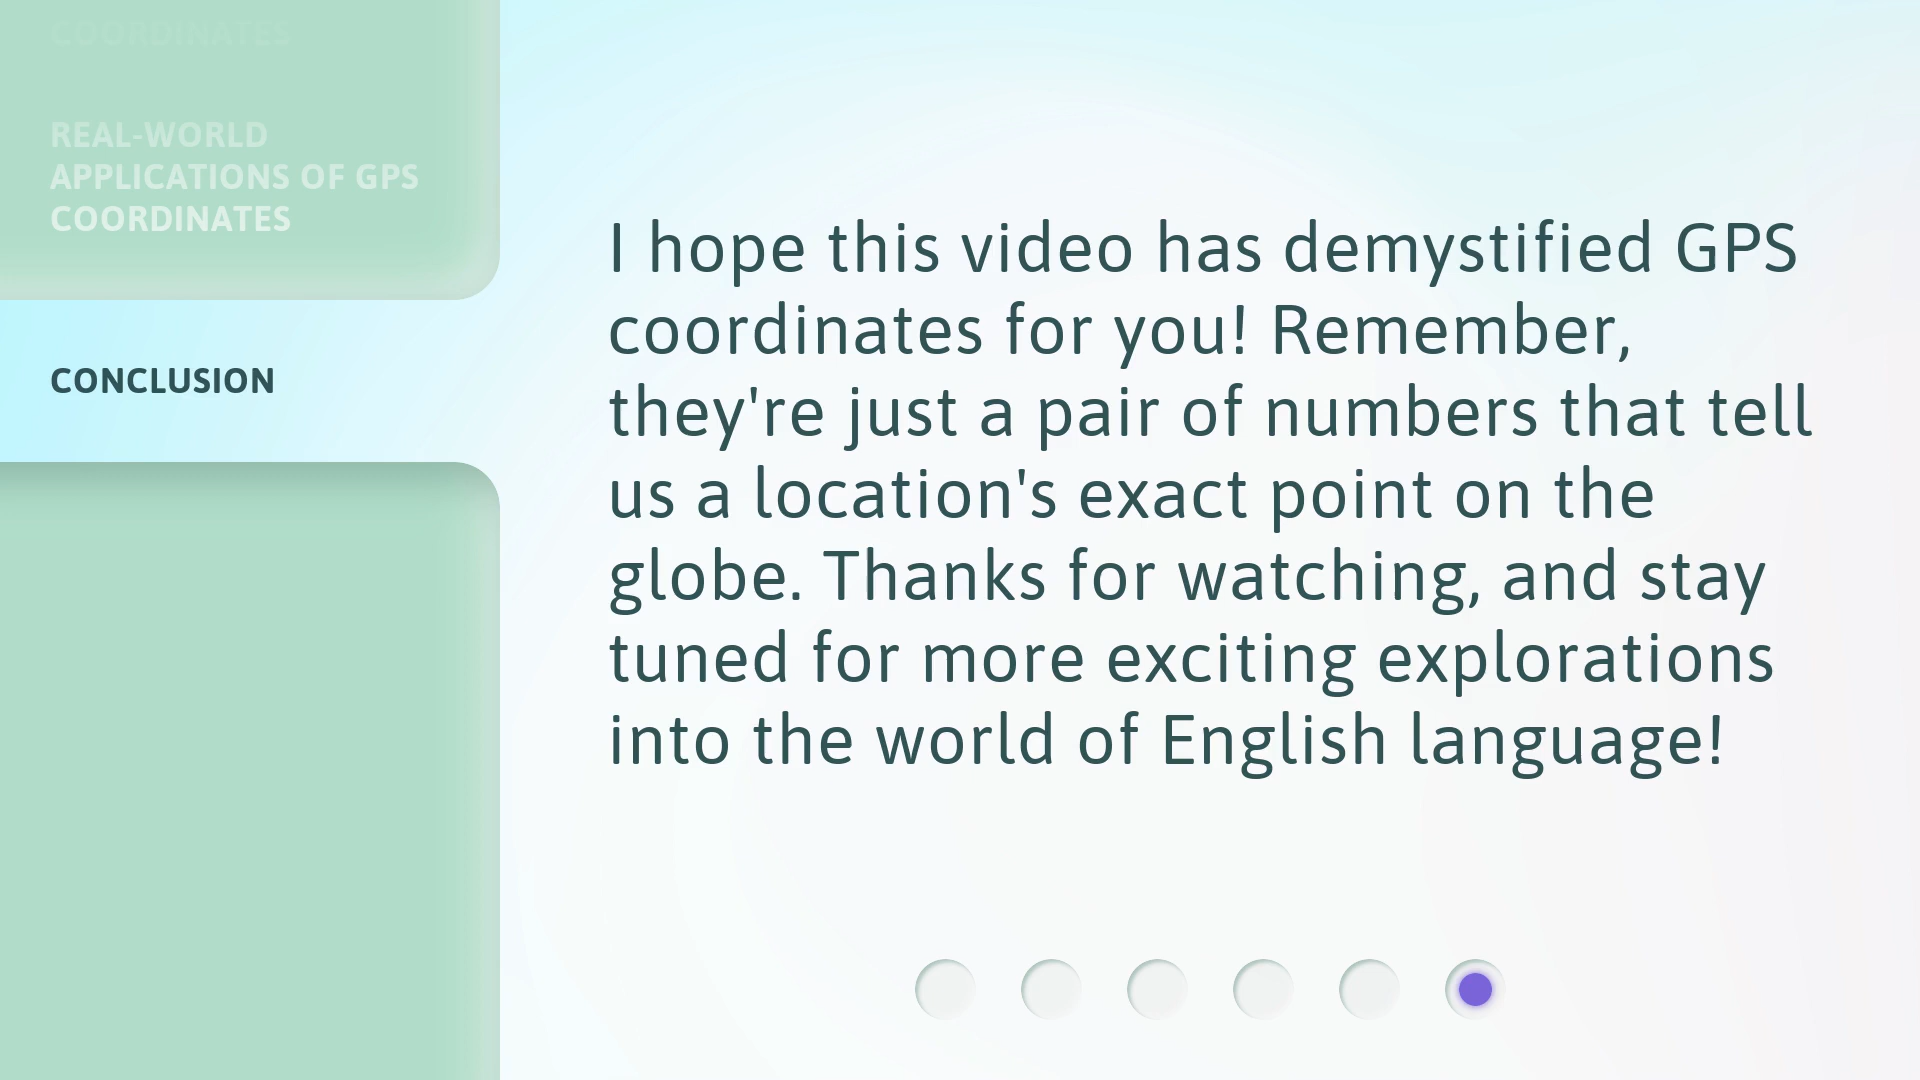 COORDINATES
REAL-WORLD
APPLICATIONS OF GPS
COORDINATES
CONCLUSION
I hope this video has demystified GPS
coordinates for you! Remember,
they're just a pair of numbers that tell
us a location's exact point on the
globe. Thanks for watching, and stay
tuned for more exciting explorations
into the world of English language!